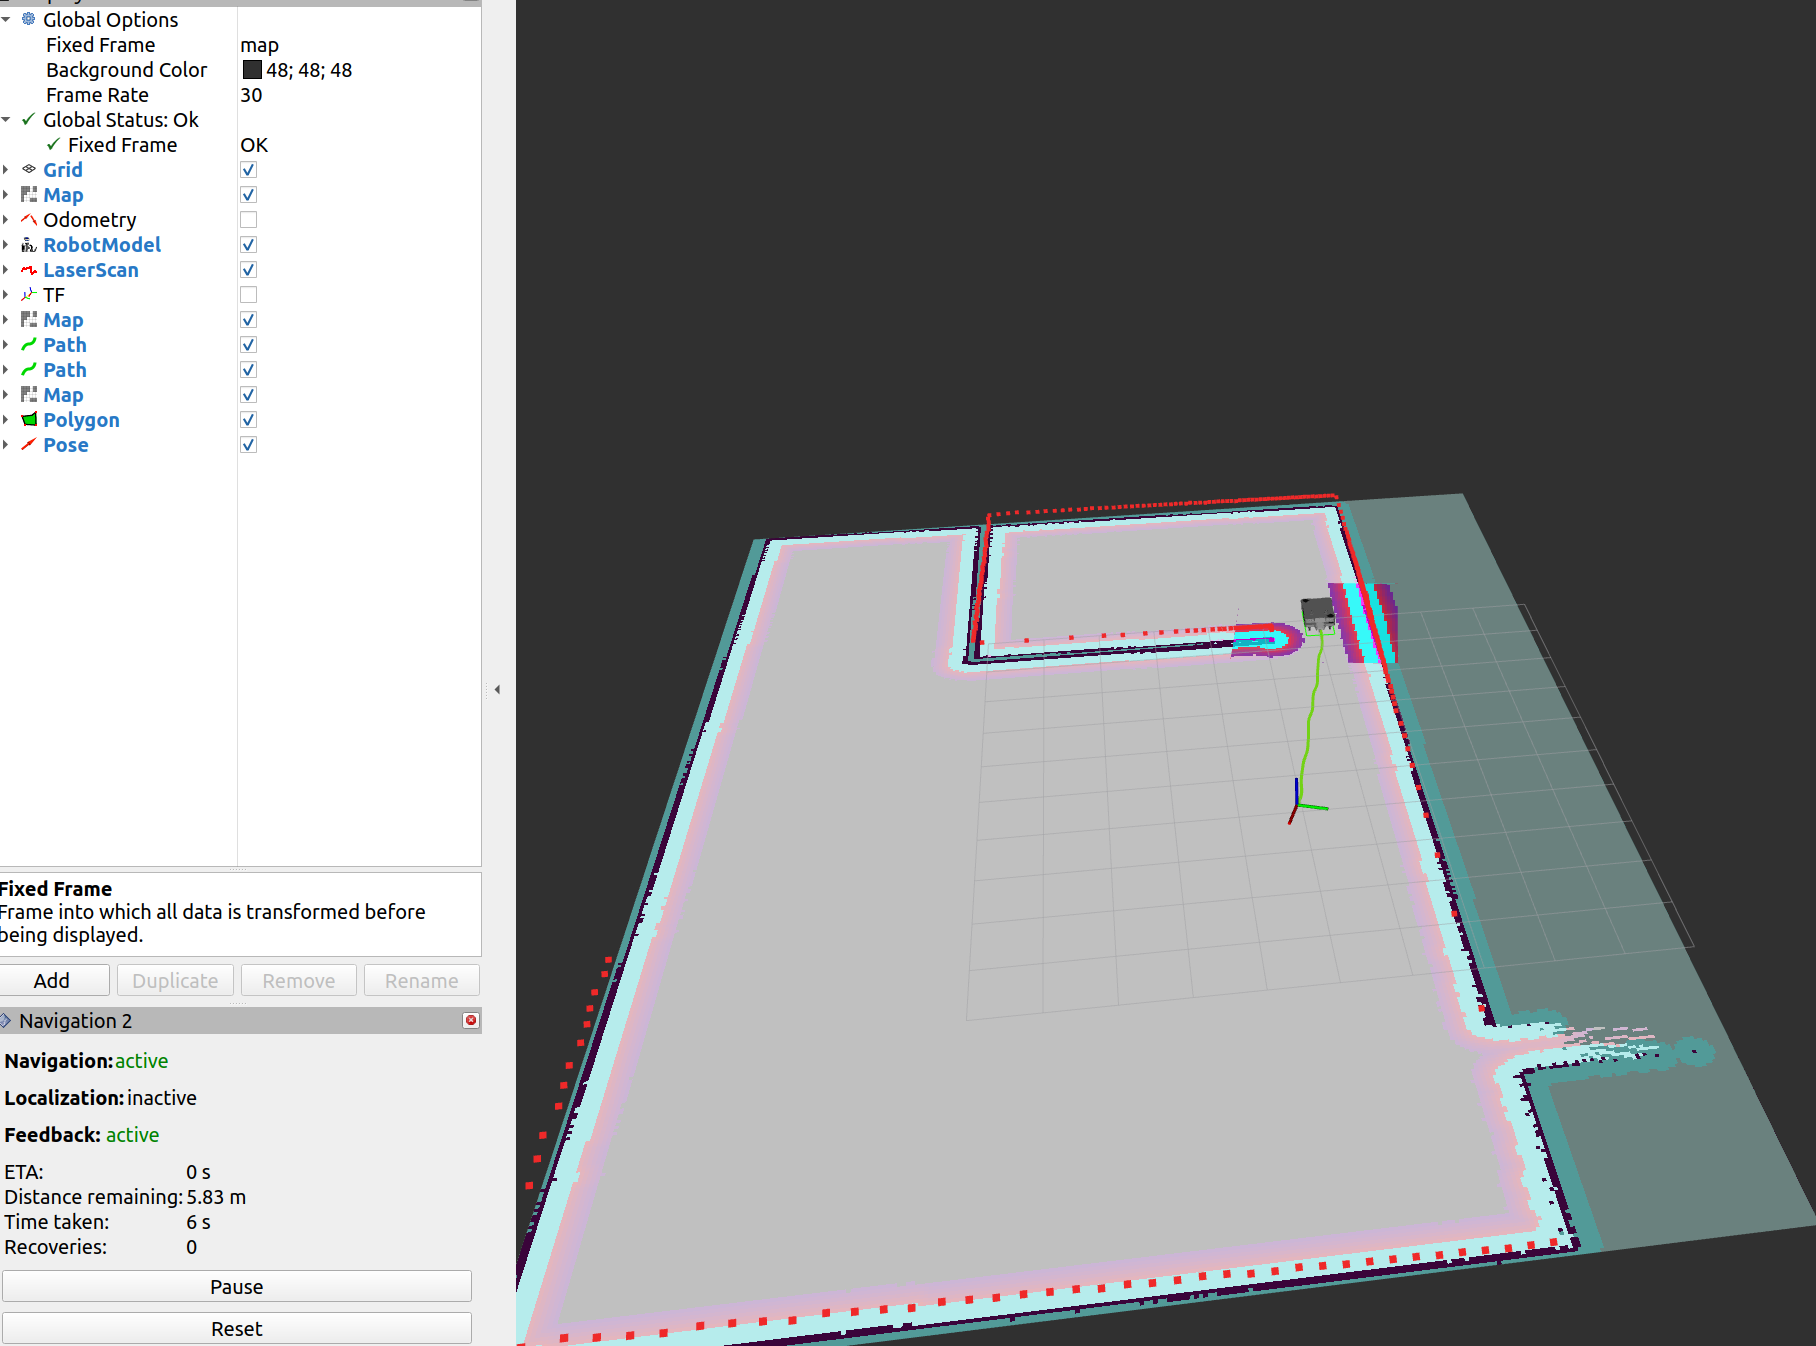 Global Options
Fixed Frame map
Background Color 48; 48; 48
Frame Rate 30
Global Status: Ok
Fixed Frame OK
Grid
Map
Odometry
RobotModel
LaserScan
TF
Map
Path
Path
Map
Polygon
Pose
Fixed Frame
Frame into which all data is transformed before
being displayed.
Add Duplicate Remove Rename
Navigation 2
Navigation: active
Localization: inactive
Feedback: active
ETA: 0 s
Distance remaining: 5.83 m
Time taken: 6 s
Recoveries: 0
Pause
Reset